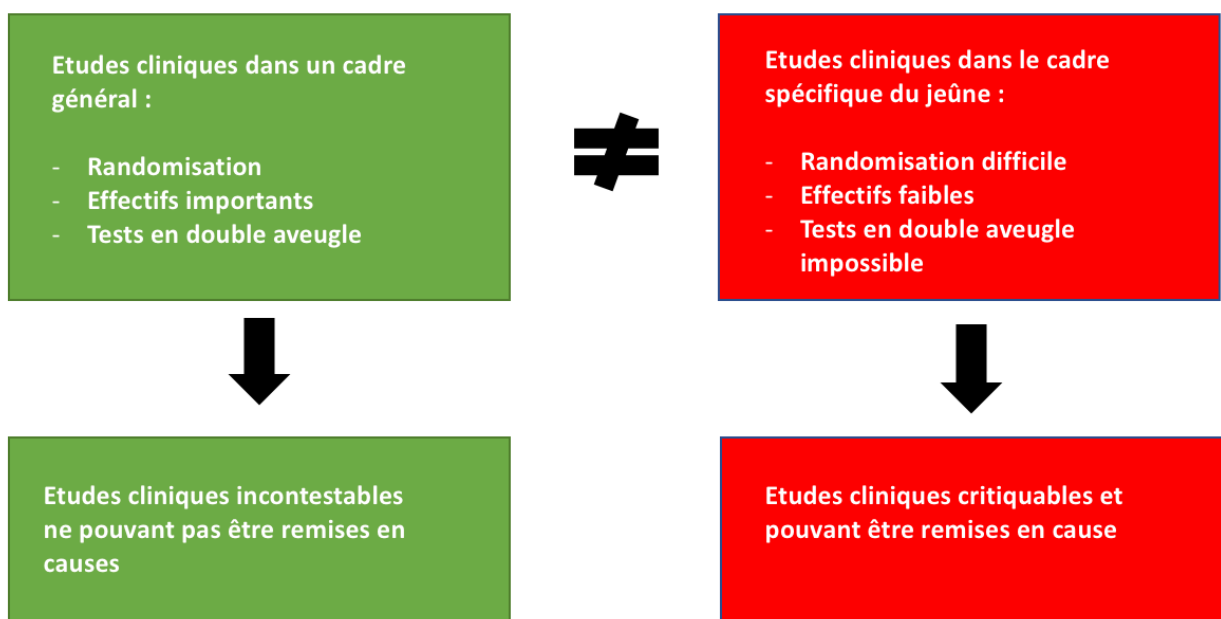 Etudes cliniques dans un cadre
général :
- Randomisation
- Effectifs importants
- Tests en double aveugle
≠
Etudes cliniques dans le cadre
spécifique du jeûne :
- Randomisation difficile
- Effectifs faibles
- Tests en double aveugle
impossible
Etudes cliniques incontestables
ne pouvant pas être remises en
causes
Etudes cliniques critiquables et
pouvant être remises en cause